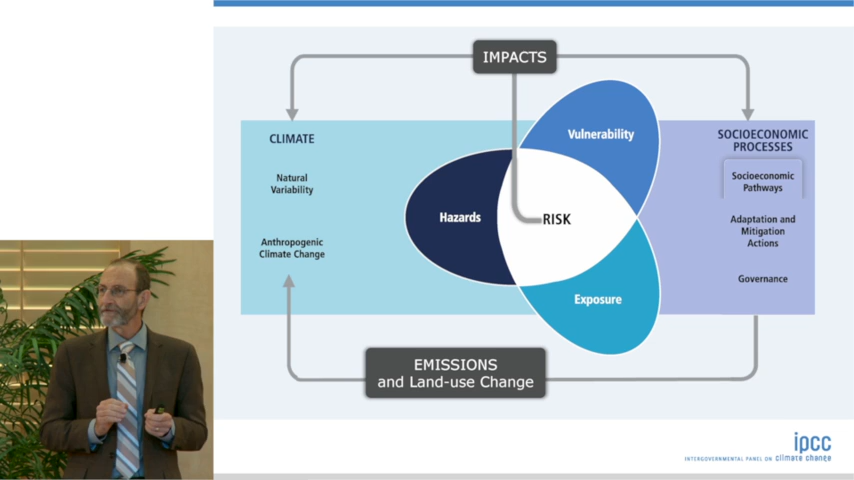 IMPACTS
CLIMATE
Natural
Variability
Anthropogenic
Climate Change
Vulnerability
Hazards
RISK
Exposure
SOCIOECONOMIC
PROCESSES
Socioeconomic
Pathways
Adaptation and
Mitigation
Actions
Governance
EMISSIONS
and Land-use Change
ipcc
INTERGOVERNMENTAL PANEL ON climate change